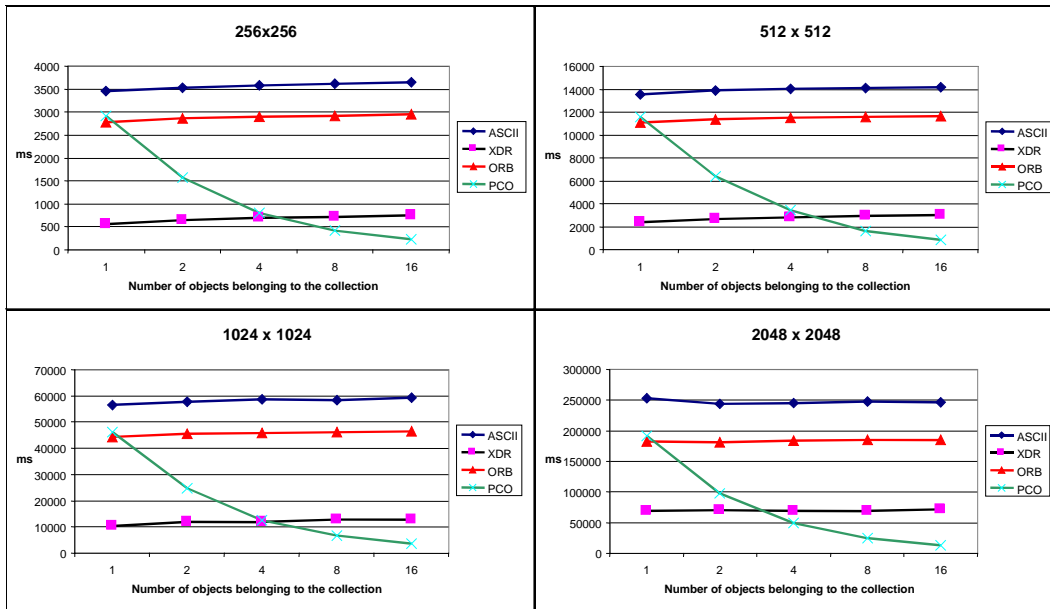 256x256
4000
3500
3000
2500
2000
1500
1000
500
0
ms
1 2 4 8 16
Number of objects belonging to the collection
ASCII
XDR
ORB
PCO
512 x 512
16000
14000
12000
10000
8000
6000
4000
2000
0
ms
1 2 4 8 16
Number of objects belonging to the collection
ASCII
XDR
ORB
PCO
1024 x 1024
70000
60000
50000
40000
30000
20000
10000
0
ms
1 2 4 8 16
Number of objects belonging to the collection
ASCII
XDR
ORB
PCO
2048 x 2048
300000
250000
200000
150000
100000
50000
0
ms
1 2 4 8 16
Number of objects belonging to the collection
ASCII
XDR
ORB
PCO